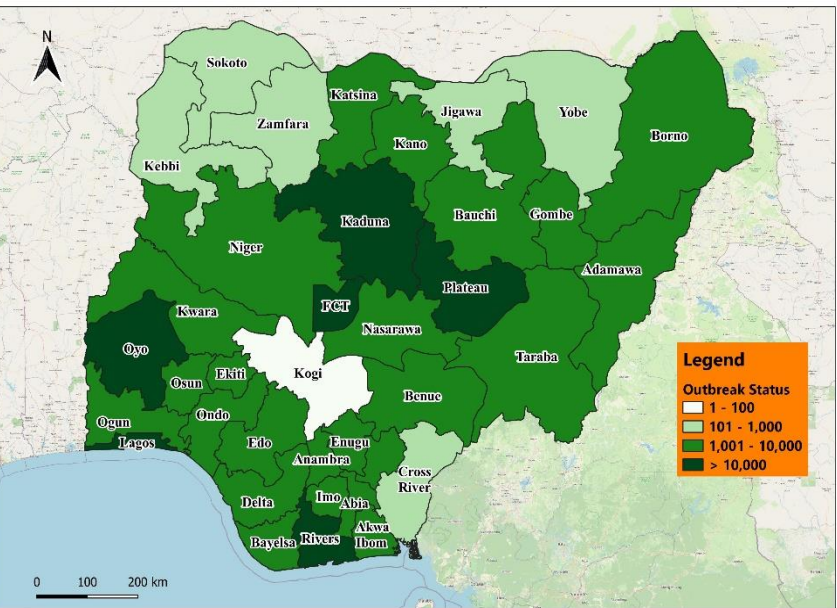 N
Sokoto
Katsina
Jigawa
Yobe
Zamfara
Borno
Kano
Kebbi
Kaduna
Bauchi
Gombe
Niger
Adamawa
Plateau
FCT
Kwara
Nasarawa
Oyo
Taraba
Ekiti
Kogi
Osun
Benue
Ogun
Ondo
Lagos
Edo
Enugu
Anambra
Cross
River
Delta
Imo
Abia
Akwa
Ibom
Bayelsa
Rivers
Legend
Outbreak Status
1 - 100
101 - 1,000
1,001 - 10,000
> 10,000
0 100 200 km